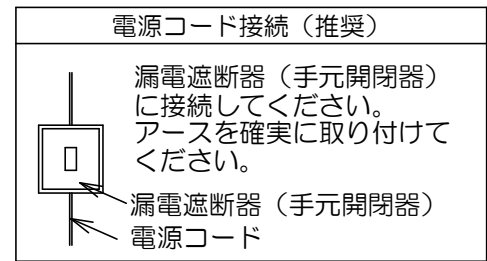 電源コード接続（推奨）
漏電遮断器（手元開閉器）
に接続してください。
アースを確実に取り付けて
ください。
漏電遮断器（手元開閉器）
電源コード